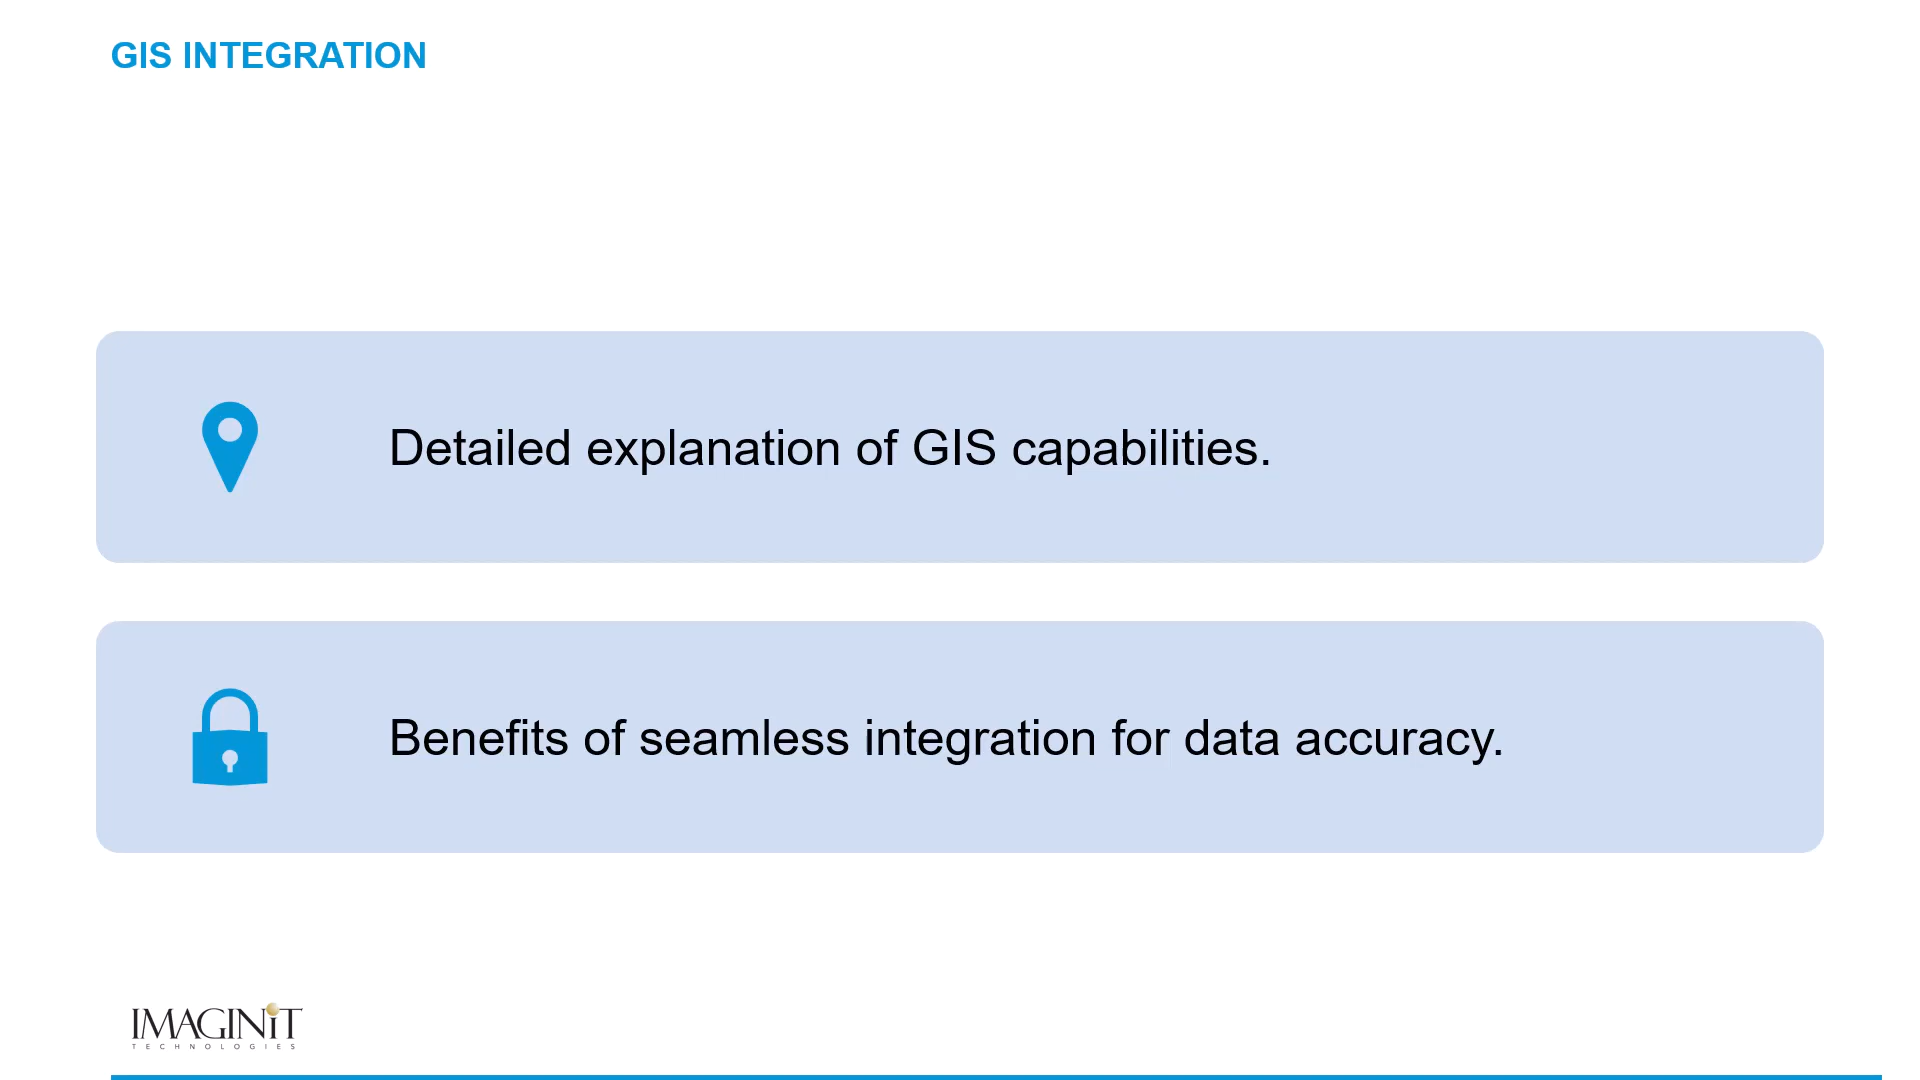 GIS INTEGRATION
Detailed explanation of GIS capabilities.
Benefits of seamless integration for data accuracy.
IMAGINiT
TECHNOLOGIES